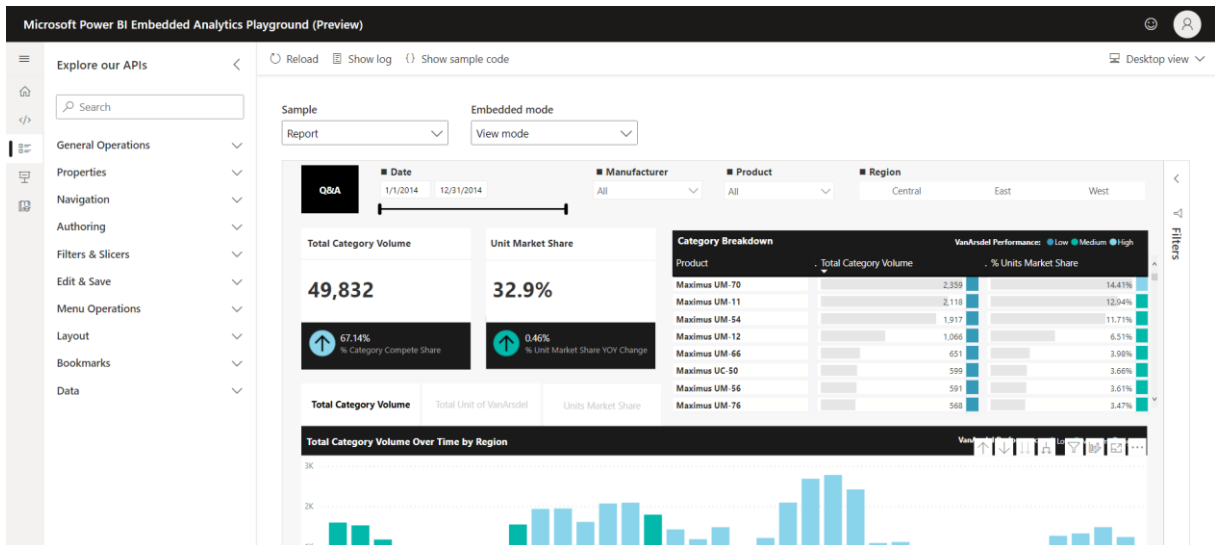 Microsoft Power BI Embedded Analytics Playground (Preview)
Explore our APIs
Reload Show log {} Show sample code
Desktop view
Search
General Operations
Properties
Navigation
Authoring
Filters & Slicers
Edit & Save
Menu Operations
Layout
Bookmarks
Data
Sample Embedded mode
Report View mode
Q&A
Date Manufacturer Product Region
1/1/2014 12/31/2014 All All Central East West
Filters
Total Category Volume
49,832
67.14%
% Category Compete Share
Unit Market Share
32.9%
0.46%
% Unit Market Share YOY Change
Category Breakdown VanArsdel Performance: Low Medium High
Product . Total Category Volume . % Units Market Share
Maximus UM-70 2,359 14.41%
Maximus UM-11 2,118 12.94%
Maximus UM-54 1,917 11.71%
Maximus UM-12 1,066 6.51%
Maximus UM-66 651 3.98%
Maximus UC-50 599 3.66%
Maximus UM-56 591 3.61%
Maximus UM-76 568 3.47%
Total Category Volume Total Unit of VanArsdel Units Market Share
Total Category Volume Over Time by Region
3K
2K